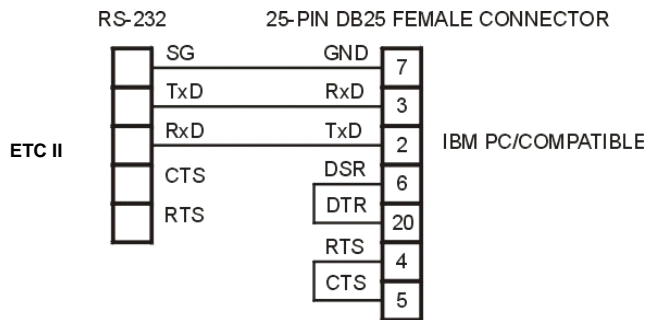 RS-232 25-PIN DB25 FEMALE CONNECTOR
SG GND 7
TxD RxD 3
RxD TxD 2
ETC II IBM PC/COMPATIBLE
CTS DSR 6
RTS DTR 20
RTS 4
CTS 5